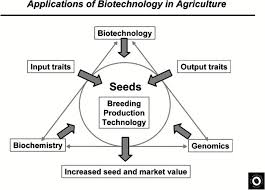 Applications of Biotechnology in Agriculture
Biotechnology
Input traits
Output traits
Seeds
Breeding
Production
Technology
Biochemistry
Genomics
Increased seed and market value